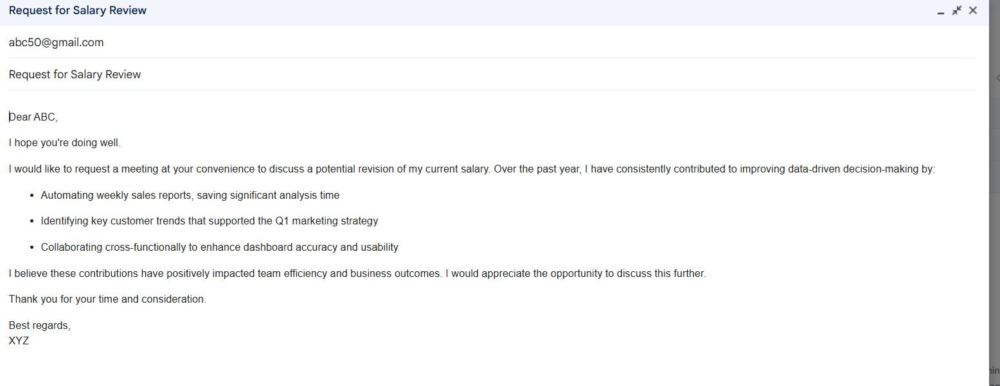 Request for Salary Review
abc50@gmail.com
Request for Salary Review
Dear ABC,
I hope you're doing well.
I would like to request a meeting at your convenience to discuss a potential revision of my current salary. Over the past year, I have consistently contributed to improving data-driven decision-making by:
• Automating weekly sales reports, saving significant analysis time
• Identifying key customer trends that supported the Q1 marketing strategy
• Collaborating cross-functionally to enhance dashboard accuracy and usability
I believe these contributions have positively impacted team efficiency and business outcomes. I would appreciate the opportunity to discuss this further.
Thank you for your time and consideration.
Best regards,
XYZ